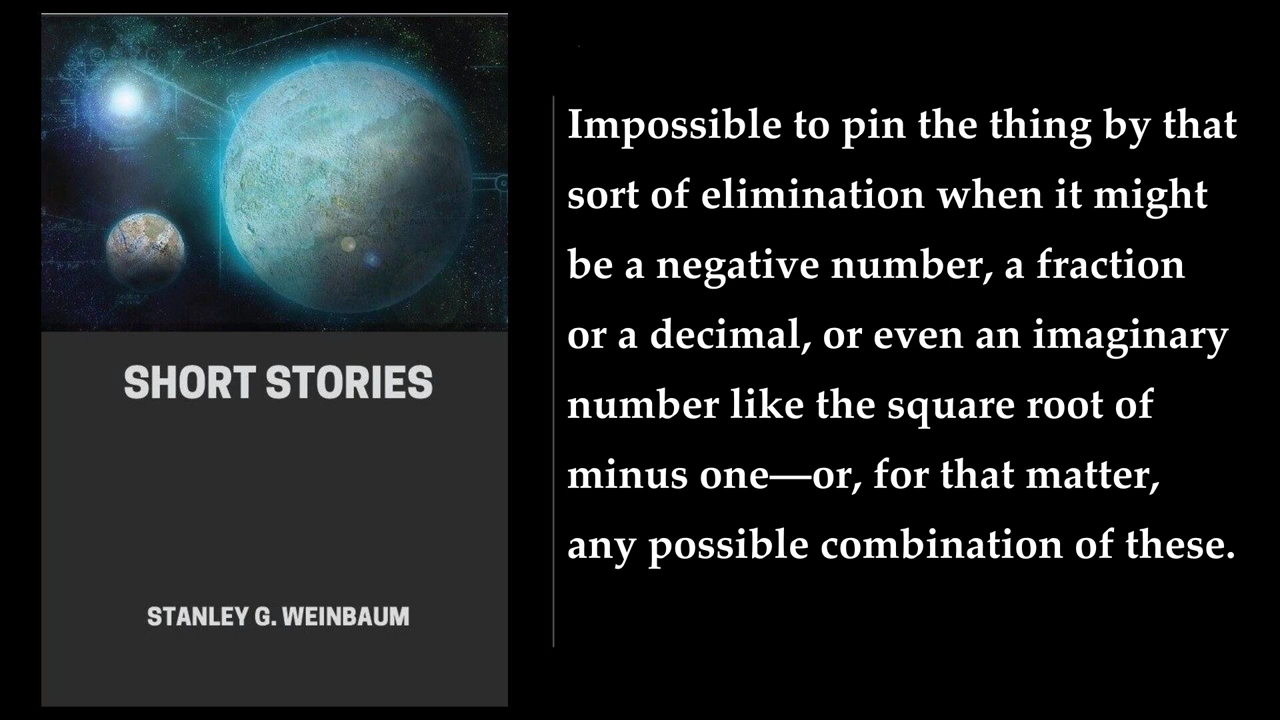 SHORT STORIES
STANLEY G. WEINBAUM
Impossible to pin the thing by that
sort of elimination when it might
be a negative number, a fraction
or a decimal, or even an imaginary
number like the square root of
minus one—or, for that matter,
any possible combination of these.